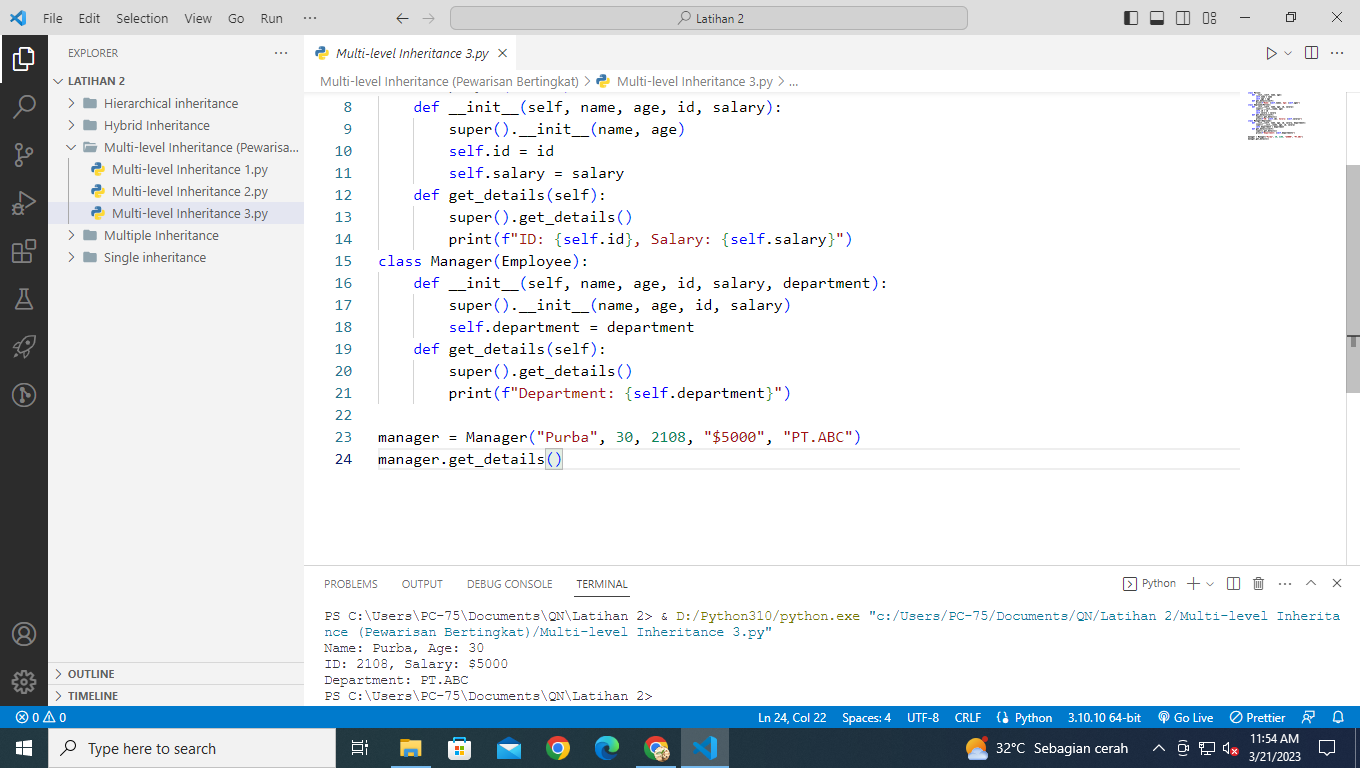 File Edit Selection View Go Run ··· Latihan 2
EXPLORER ···
LATIHAN 2
Hierarchical inheritance
Hybrid Inheritance
Multi-level Inheritance (Pewarisa...
Multi-level Inheritance 1.py
Multi-level Inheritance 2.py
Multi-level Inheritance 3.py
Multiple Inheritance
Single inheritance
OUTLINE
TIMELINE
Multi-level Inheritance 3.py
Multi-level Inheritance (Pewarisan Bertingkat) > Multi-level Inheritance 3.py > ...
8 def __init__(self, name, age, id, salary):
9 super().__init__(name, age)
10 self.id = id
11 self.salary = salary
12 def get_details(self):
13 super().get_details()
14 print(f"ID: {self.id}, Salary: {self.salary}")
15 class Manager(Employee):
16 def __init__(self, name, age, id, salary, department):
17 super().__init__(name, age, id, salary)
18 self.department = department
19 def get_details(self):
20 super().get_details()
21 print(f"Department: {self.department}")
22
23 manager = Manager("Purba", 30, 2108, "$5000", "PT.ABC")
24 manager.get_details()
PROBLEMS OUTPUT DEBUG CONSOLE TERMINAL Python
PS C:\Users\PC-75\Documents\QN\Latihan 2> & D:/Python310/python.exe "c:/Users/PC-75/Documents/QN/Latihan 2/Multi-level Inherita
nce (Pewarisan Bertingkat)/Multi-level Inheritance 3.py"
Name: Purba, Age: 30
ID: 2108, Salary: $5000
Department: PT.ABC
PS C:\Users\PC-75\Documents\QN\Latihan 2>
0 0 Ln 24, Col 22 Spaces: 4 UTF-8 CRLF Python 3.10.10 64-bit Go Live Prettier
Type here to search 32°C Sebagian cerah 11:54 AM
3/21/2023